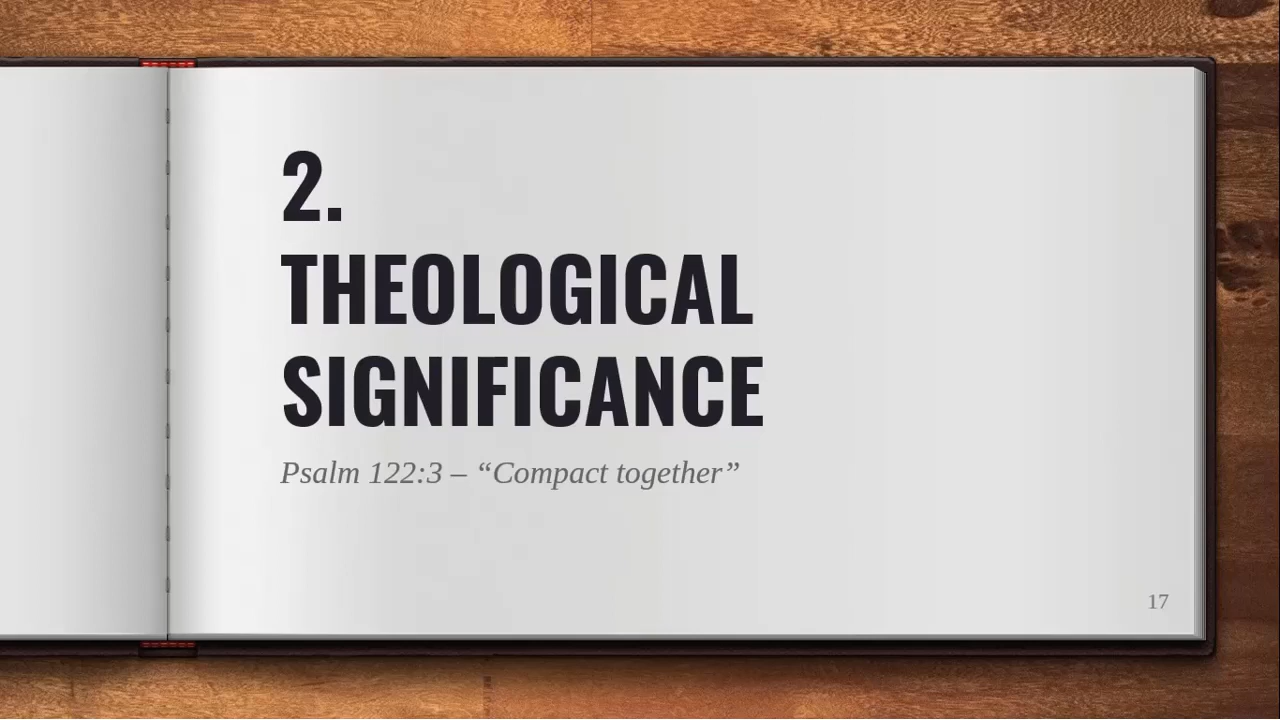 2.
THEOLOGICAL
SIGNIFICANCE
Psalm 122:3 – “Compact together”
17